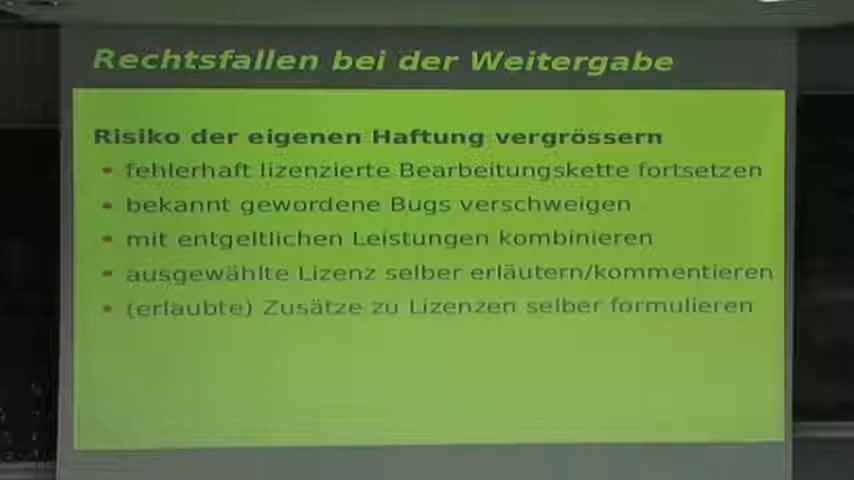 Rechtsfallen bei der Weitergabe
Risiko der eigenen Haftung vergrössern
• fehlerhaft lizenzierte Bearbeitungskette fortsetzen
• bekannt gewordene Bugs verschweigen
• mit entgeltlichen Leistungen kombinieren
• ausgewählte Lizenz selber erläutern/kommentieren
• (erlaubte) Zusätze zu Lizenzen selber formulieren